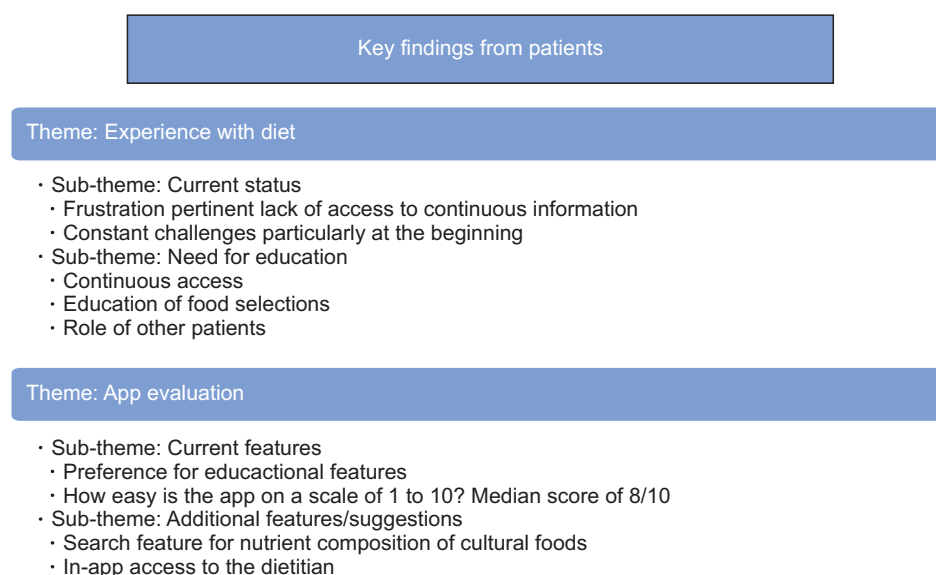 Key findings from patients
Theme: Experience with diet
· Sub-theme: Current status
· Frustration pertinent lack of access to continuous information
· Constant challenges particularly at the beginning
· Sub-theme: Need for education
· Continuous access
· Education of food selections
· Role of other patients
Theme: App evaluation
· Sub-theme: Current features
· Preference for educactional features
· How easy is the app on a scale of 1 to 10? Median score of 8/10
· Sub-theme: Additional features/suggestions
· Search feature for nutrient composition of cultural foods
· In-app access to the dietitian